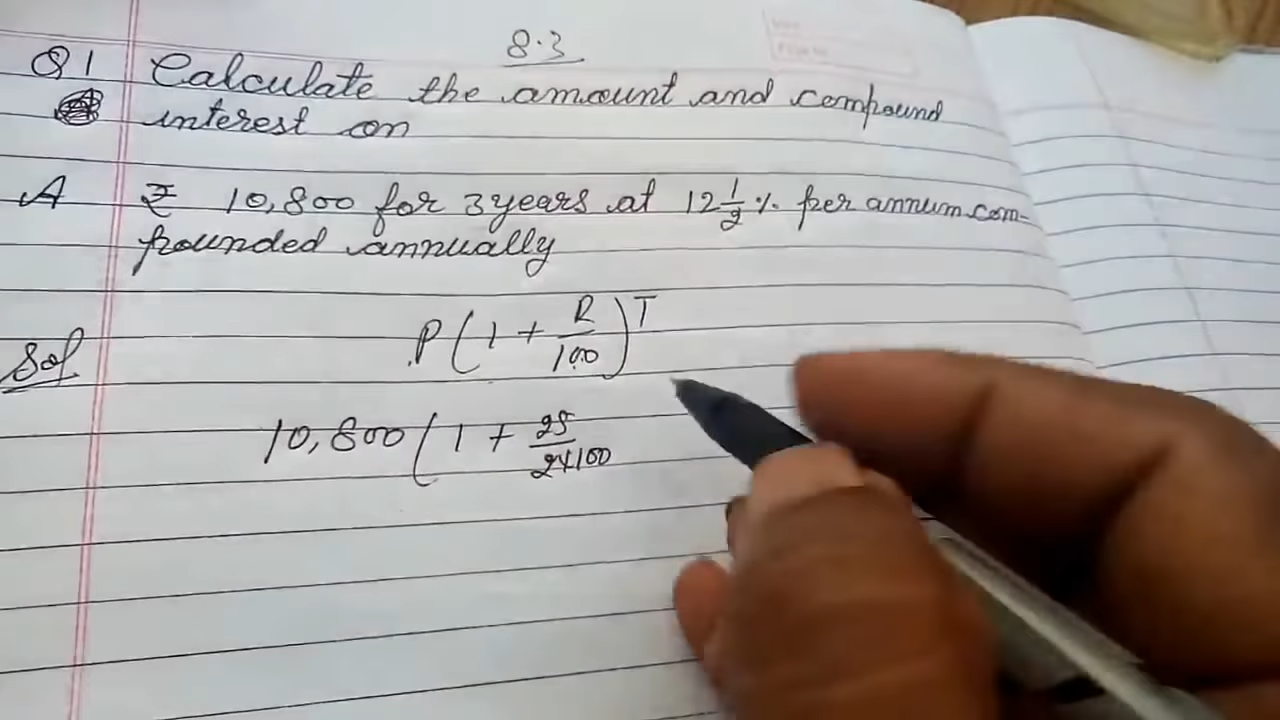 8.3
Q1 Calculate the amount and compound
interest on
A ₹ 10,800 for 3 years at 12 1/2 % per annum com-
pounded annually
P(1 + R/100)^T
Sol
10,800 (1 + 25/2×100